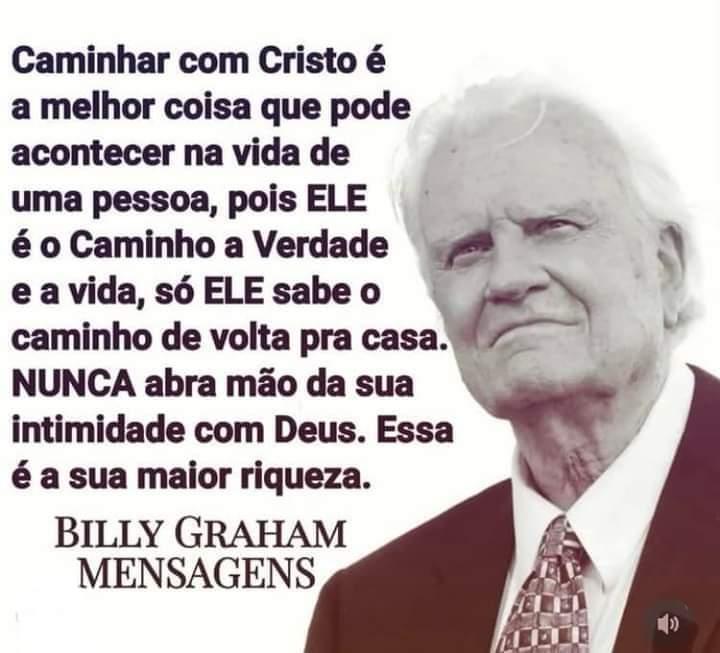 Caminhar com Cristo é
a melhor coisa que pode
acontecer na vida de
uma pessoa, pois ELE
é o Caminho a Verdade
e a vida, só ELE sabe o
caminho de volta pra casa.
NUNCA abra mão da sua
intimidade com Deus. Essa
é a sua maior riqueza.
BILLY GRAHAM
MENSAGENS